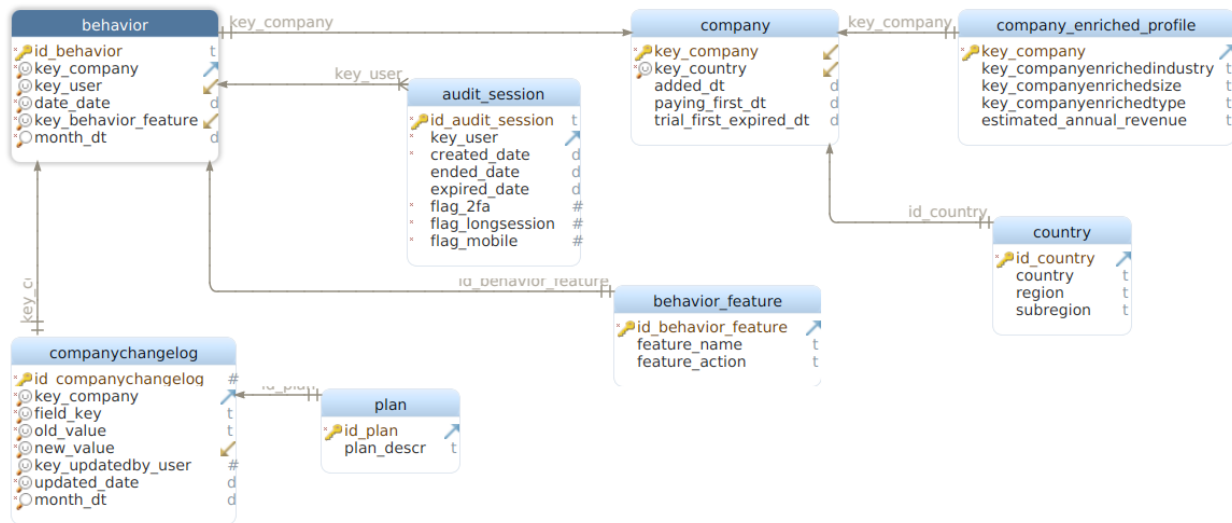 behavior
id_behavior t
key_company
key_user
date_date d
key_behavior_feature
month_dt d
key_company
key_user
audit_session
id_audit_session t
key_user
created_date d
ended_date d
expired_date d
flag_2fa #
flag_longsession #
flag_mobile #
company
key_company
key_country
added_dt d
paying_first_dt d
trial_first_expired_dt d
key_company
company_enriched_profile
key_company
key_companyenrichedindustry t
key_companyenrichedsize t
key_companyenrichedtype t
estimated_annual_revenue t
id_country
country
id_country
country t
region t
subregion t
id_behavior_feature
behavior_feature
id_behavior_feature
feature_name t
feature_action t
companychangelog
id_companychangelog #
key_company
field_key t
old_value t
new_value
key_updatedby_user #
updated_date d
month_dt d
id_plan
plan
id_plan
plan_descr t